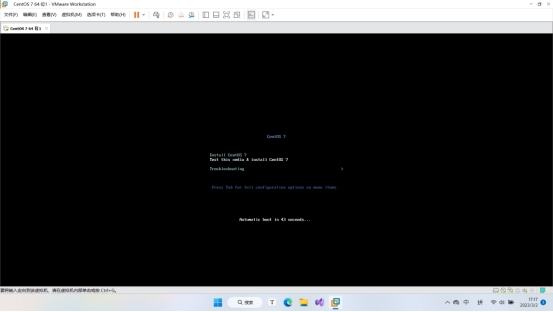 CentOS 7 64 位1 - VMware Workstation
文件(F) 编辑(E) 查看(V) 虚拟机(M) 选项卡(T) 帮助(H)
CentOS 7 64 位1
CentOS 7
Install CentOS 7
Test this media & install CentOS 7
Troubleshooting >
Press Tab for full configuration options on menu items.
Automatic boot in 43 seconds...
要将输入定向到该虚拟机，请在虚拟机内部单击或按 Ctrl+G。
搜索
中
拼
17:17
2023/3/2